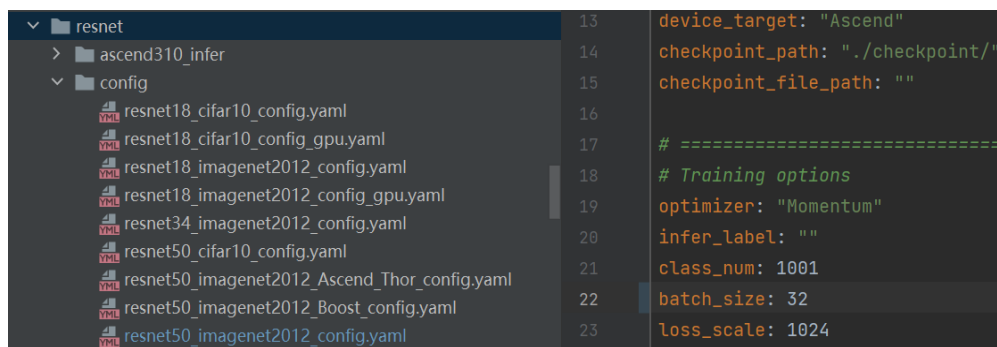 resnet
ascend310_infer
config
resnet18_cifar10_config.yaml
resnet18_cifar10_config_gpu.yaml
resnet18_imagenet2012_config.yaml
resnet18_imagenet2012_config_gpu.yaml
resnet34_imagenet2012_config.yaml
resnet50_cifar10_config.yaml
resnet50_imagenet2012_Ascend_Thor_config.yaml
resnet50_imagenet2012_Boost_config.yaml
resnet50_imagenet2012_config.yaml
13 device_target: "Ascend"
14 checkpoint_path: "./checkpoint/"
15 checkpoint_file_path: ""
16
17 # ==============================
18 # Training options
19 optimizer: "Momentum"
20 infer_label: ""
21 class_num: 1001
22 batch_size: 32
23 loss_scale: 1024